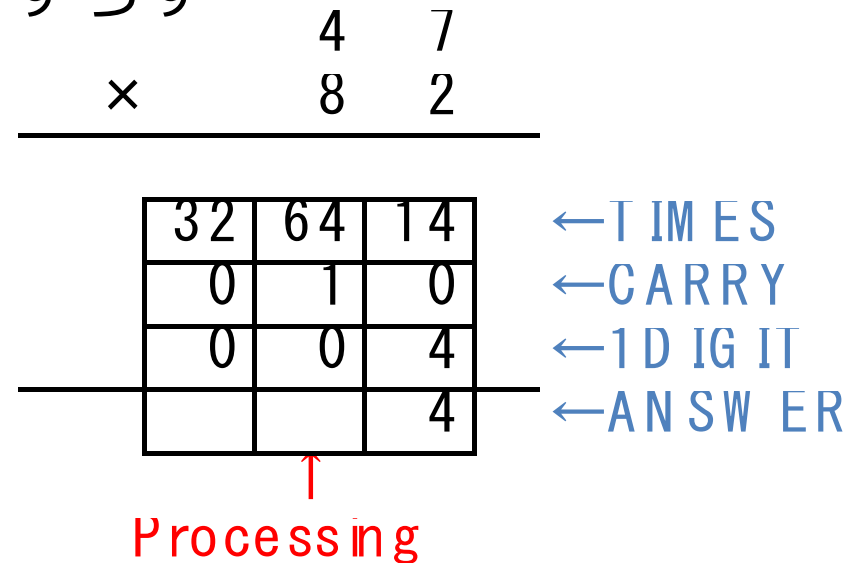 4 7
× 8 2
32 64 14 ←TIMES
0 1 0 ←CARRY
0 0 4 ←1DIGIT
4 ←ANSWER
↑
Processing